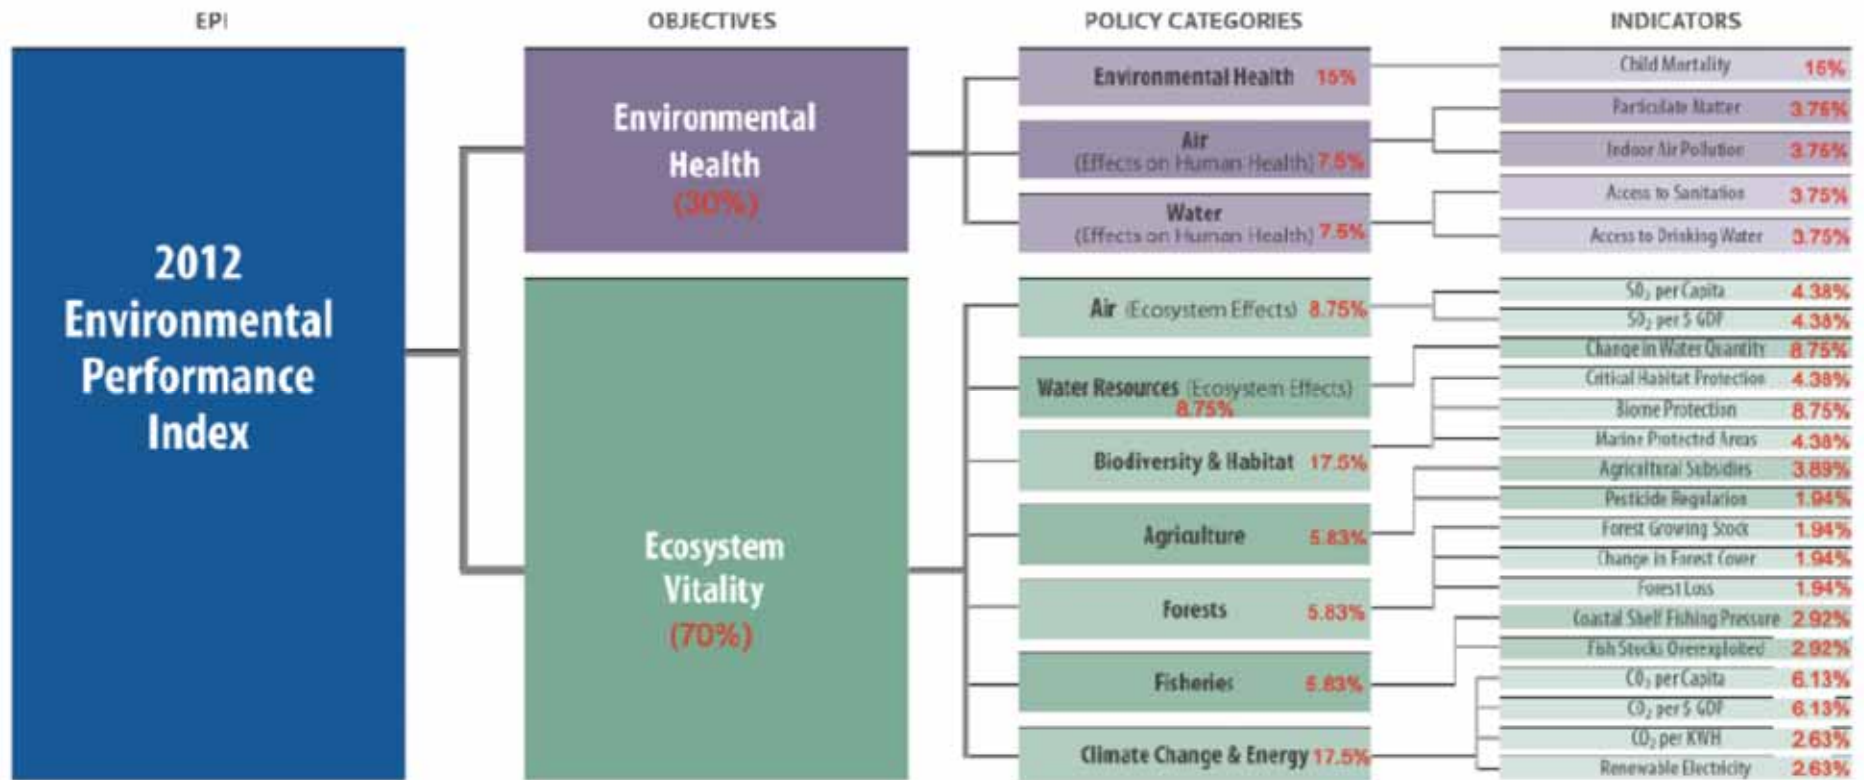 EPI
OBJECTIVES
POLICY CATEGORIES
INDICATORS
2012
Environmental
Performance
Index
Environmental
Health
(30%)
Ecosystem
Vitality
(70%)
Environmental Health 15%
Air
(Effects on Human Health) 7.5%
Water
(Effects on Human Health) 7.5%
Air (Ecosystem Effects) 8.75%
Water Resources (Ecosystem Effects)
8.75%
Biodiversity & Habitat 17.5%
Agriculture 5.83%
Forests 5.83%
Fisheries 5.83%
Climate Change & Energy 17.5%
Child Mortality 15%
Particulate Matter 3.75%
Indoor Air Pollution 3.75%
Access to Sanitation 3.75%
Access to Drinking Water 3.75%
SO₂ per Capita 4.38%
SO₂ per $ GDP 4.38%
Change in Water Quantity 8.75%
Critical Habitat Protection 4.38%
Biome Protection 8.75%
Marine Protected Areas 4.38%
Agricultural Subsidies 3.89%
Pesticide Regulation 1.94%
Forest Growing Stock 1.94%
Change in Forest Cover 1.94%
Forest Loss 1.94%
Coastal Shelf Fishing Pressure 2.92%
Fish Stocks Overexploited 2.92%
CO₂ per Capita 6.13%
CO₂ per $ GDP 6.13%
CO₂ per KWH 2.63%
Renewable Electricity 2.63%